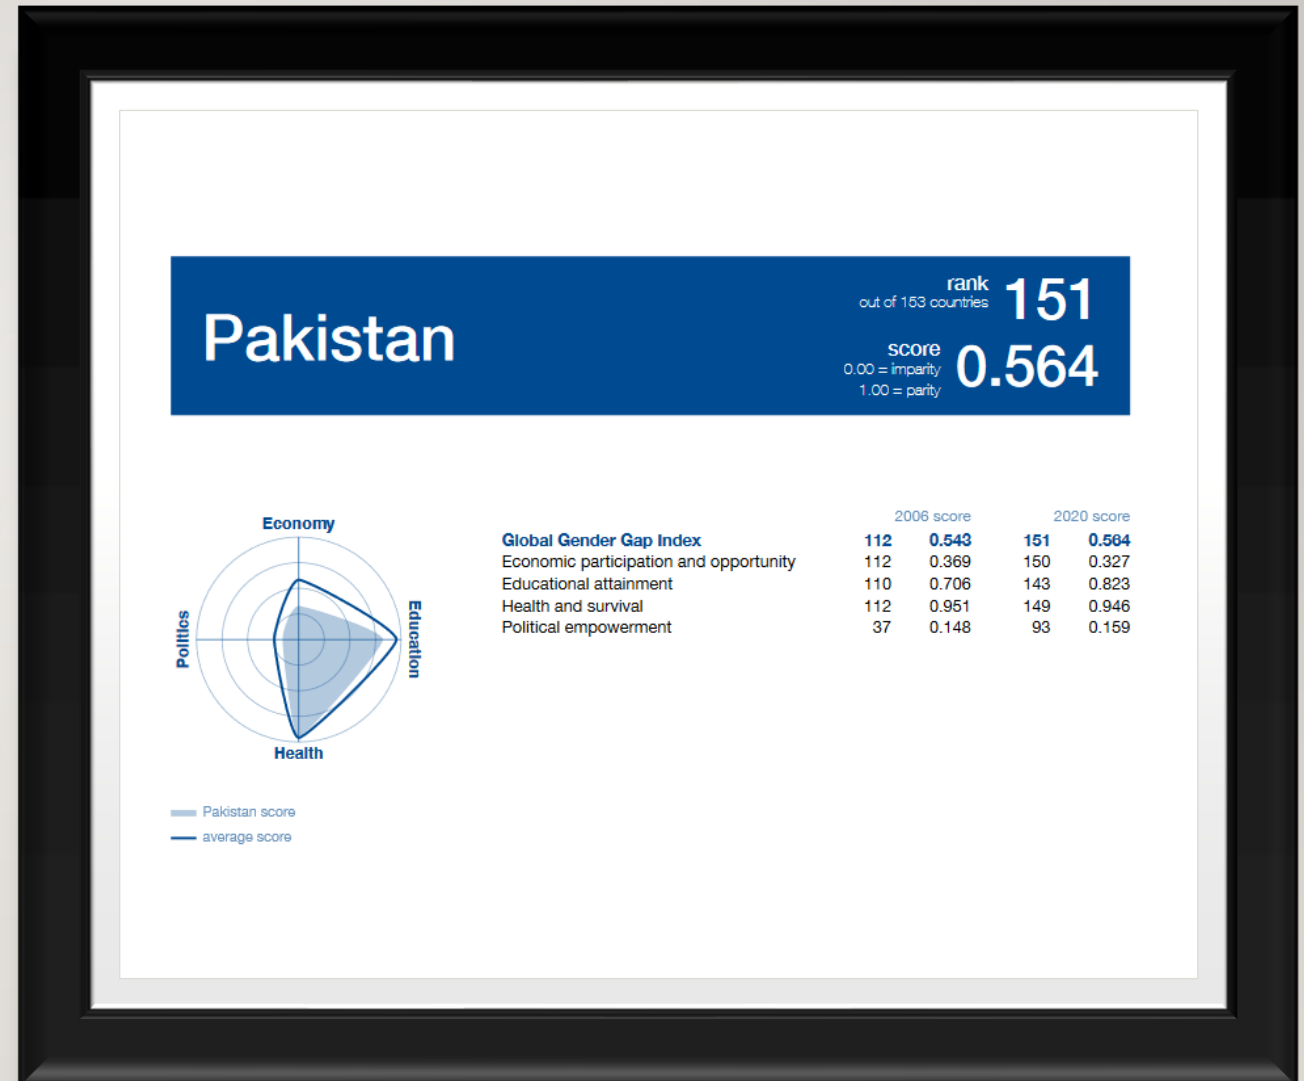 Pakistan
rank
out of 153 countries
151
score
0.00 = imparity
1.00 = parity
0.564
Economy
Education
Politics
Health
Pakistan score
average score
2006 score 2020 score
Global Gender Gap Index 112 0.543 151 0.564
Economic participation and opportunity 112 0.369 150 0.327
Educational attainment 110 0.706 143 0.823
Health and survival 112 0.951 149 0.946
Political empowerment 37 0.148 93 0.159